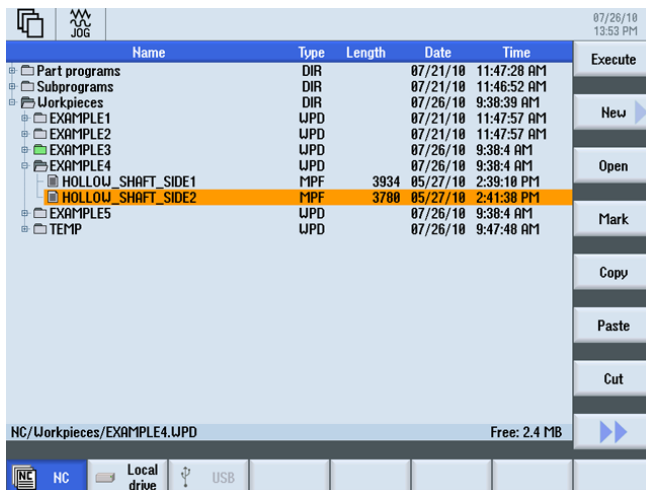 07/26/10
13:53 PM
JOG
Name Type Length Date Time
Part programs DIR 07/21/10 11:47:28 AM
Subprograms DIR 07/21/10 11:46:52 AM
Workpieces DIR 07/26/10 9:38:39 AM
EXAMPLE1 WPD 07/21/10 11:47:57 AM
EXAMPLE2 WPD 07/21/10 11:47:57 AM
EXAMPLE3 WPD 07/26/10 9:38:4 AM
EXAMPLE4 WPD 07/26/10 9:38:4 AM
HOLLOW_SHAFT_SIDE1 MPF 3934 05/27/10 2:39:10 PM
HOLLOW_SHAFT_SIDE2 MPF 3780 05/27/10 2:41:38 PM
EXAMPLE5 WPD 07/26/10 9:38:4 AM
TEMP WPD 07/26/10 9:47:48 AM
NC/Workpieces/EXAMPLE4.WPD Free: 2.4 MB
Execute
New
Open
Mark
Copy
Paste
Cut
NC NC
Local
drive
USB